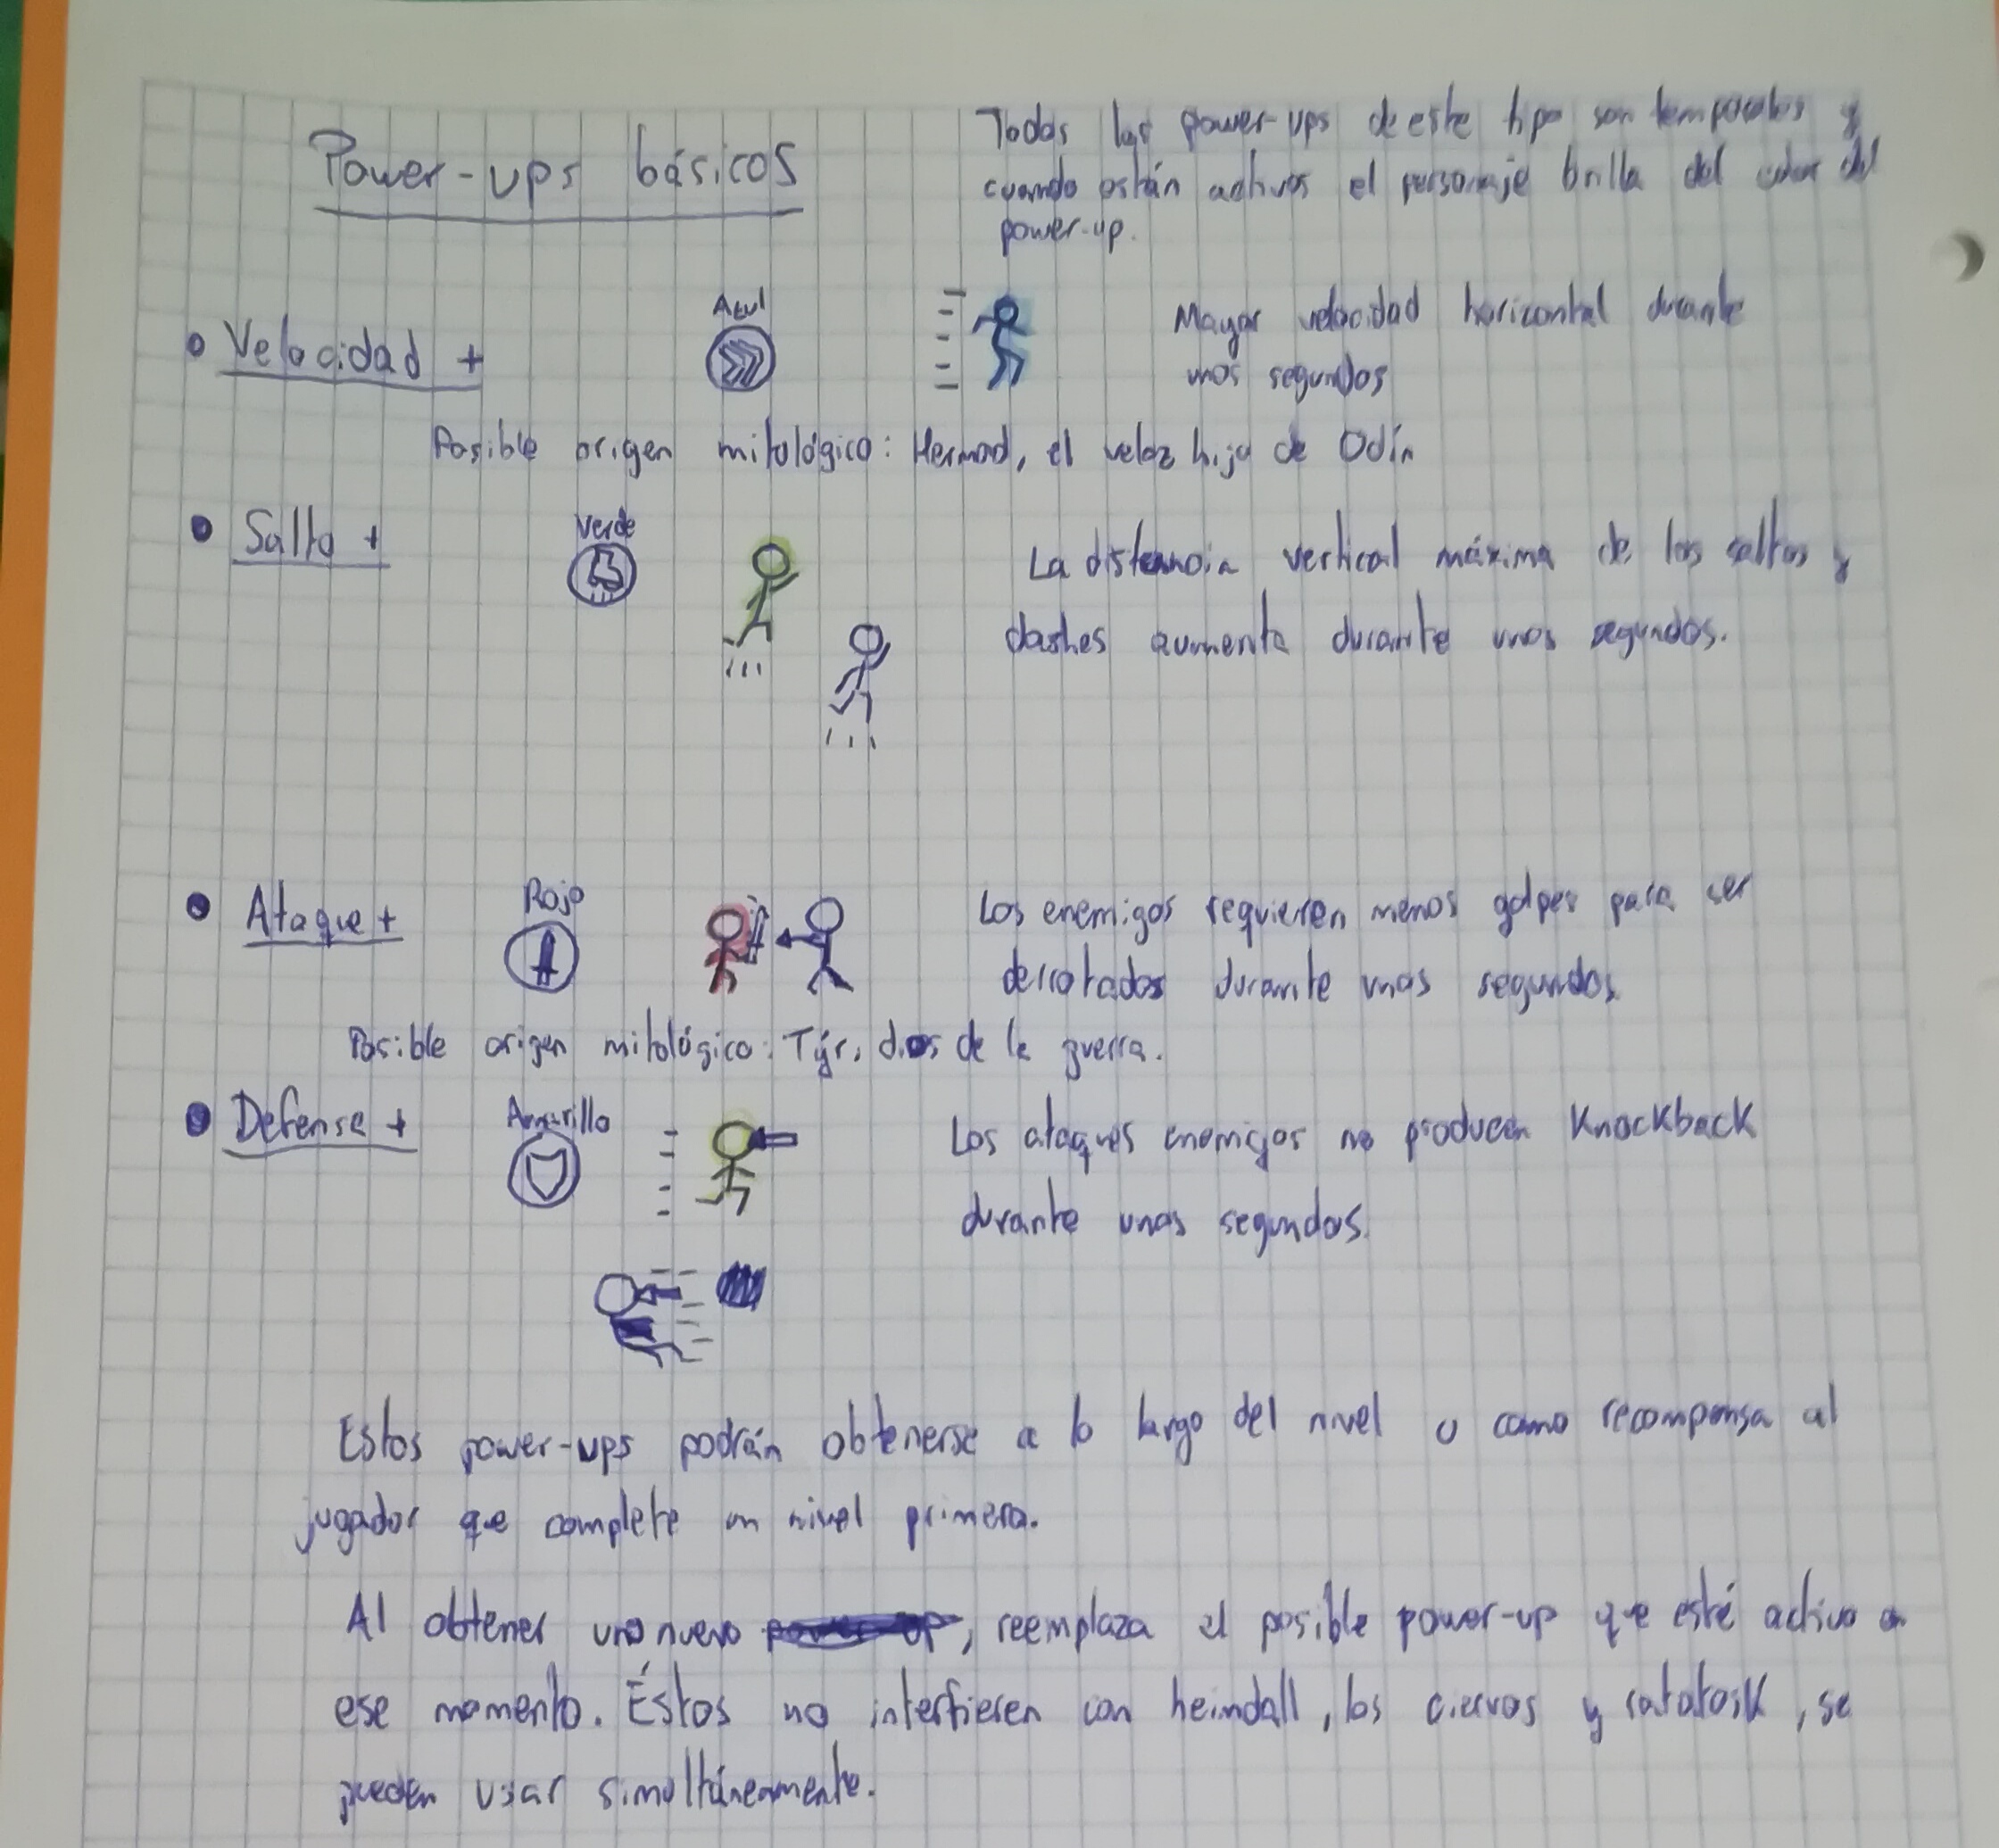 Power-ups básicos
Todos los power-ups de este tipo son temporales y
cuando están activos el personaje brilla del color del
power-up.
Velocidad +
Azul
Mayor velocidad horizontal durante
unos segundos
Posible origen mitológico: Hermod, el veloz hijo de Odín
Salto +
Verde
La distancia vertical máxima de los saltos y
dashes aumenta durante unos segundos.
Ataque +
Rojo
Los enemigos requieren menos golpes para ser
derrotados durante unos segundos
Posible origen mitológico: Týr, dios de la guerra.
Defensa +
Amarillo
Los ataques enemigos no producen Knockback
durante unos segundos.
Estos power-ups podrán obtenerse a lo largo del nivel o como recompensa al
jugador que complete un nivel primero.
Al obtener uno nuevo power-up, reemplaza el posible power-up que esté activo en
ese momento. Éstos no interfieren con heimdall, los ciervos y ratatosk, se
pueden usar simultáneamente.